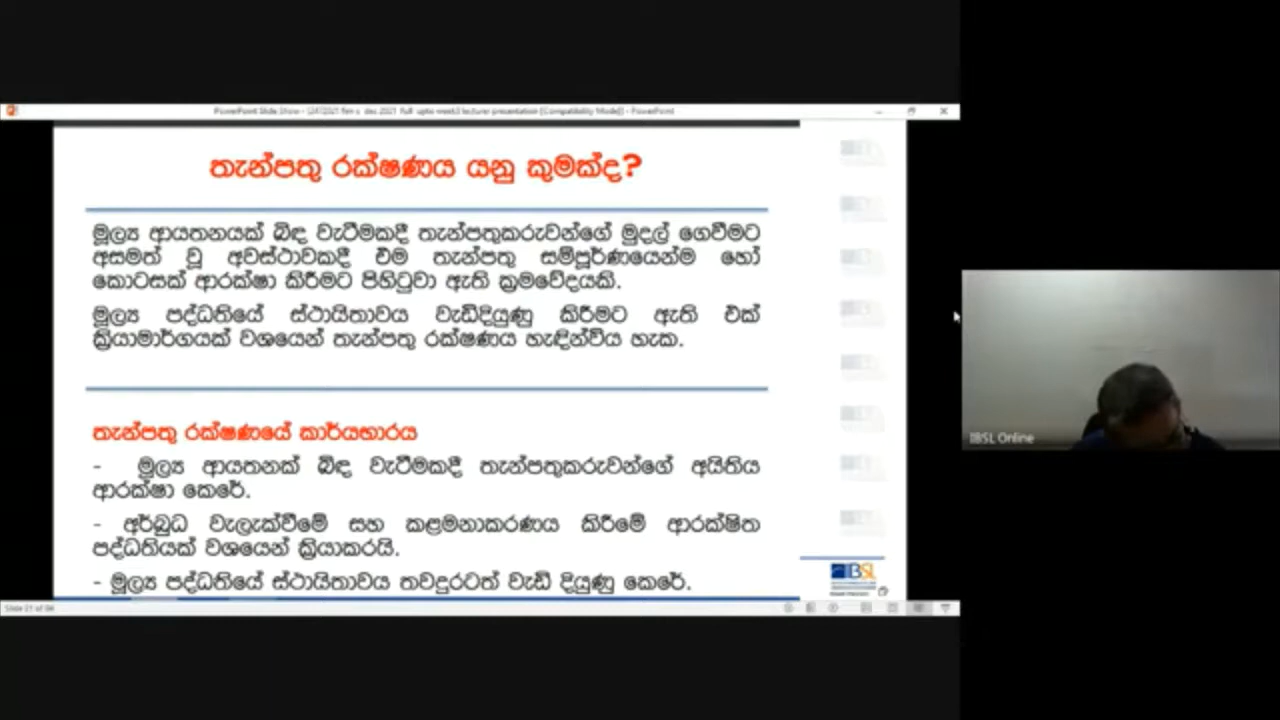 තැන්පතු රක්ෂණය යනු කුමක්ද?
මූල්‍ය ආයතනයක් බිඳ වැටීමකදී තැන්පතුකරුවන්ගේ මුදල් ගෙවීමට
අසමත් වූ අවස්ථාවකදී එම තැන්පතු සම්පූර්ණයෙන්ම හෝ
කොටසක් ආරක්ෂා කිරීමට පිහිටුවා ඇති ක්‍රමවේදයකි.
මූල්‍ය පද්ධතියේ ස්ථායිතාවය වැඩිදියුණු කිරීමට ඇති එක්
ක්‍රියාමාර්ගයක් වශයෙන් තැන්පතු රක්ෂණය හැඳින්විය හැක.
තැන්පතු රක්ෂණයේ කාර්යභාරය
- මූල්‍ය ආයතනක් බිඳ වැටීමකදී තැන්පතුකරුවන්ගේ අයිතිය
ආරක්ෂා කෙරේ.
- අර්බුධ වැලැක්වීමේ සහ කළමනාකරණය කිරීමේ ආරක්ෂිත
පද්ධතියක් වශයෙන් ක්‍රියාකරයි.
- මූල්‍ය පද්ධතියේ ස්ථායිතාවය තවදුරටත් වැඩි දියුණු කෙරේ.
IBSL
IBSL Online